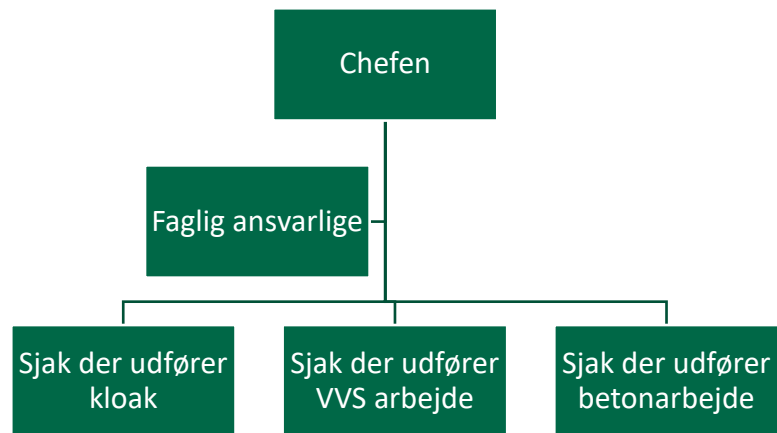 Chefen
Faglig ansvarlige
Sjak der udfører
kloak
Sjak der udfører
VVS arbejde
Sjak der udfører
betonarbejde